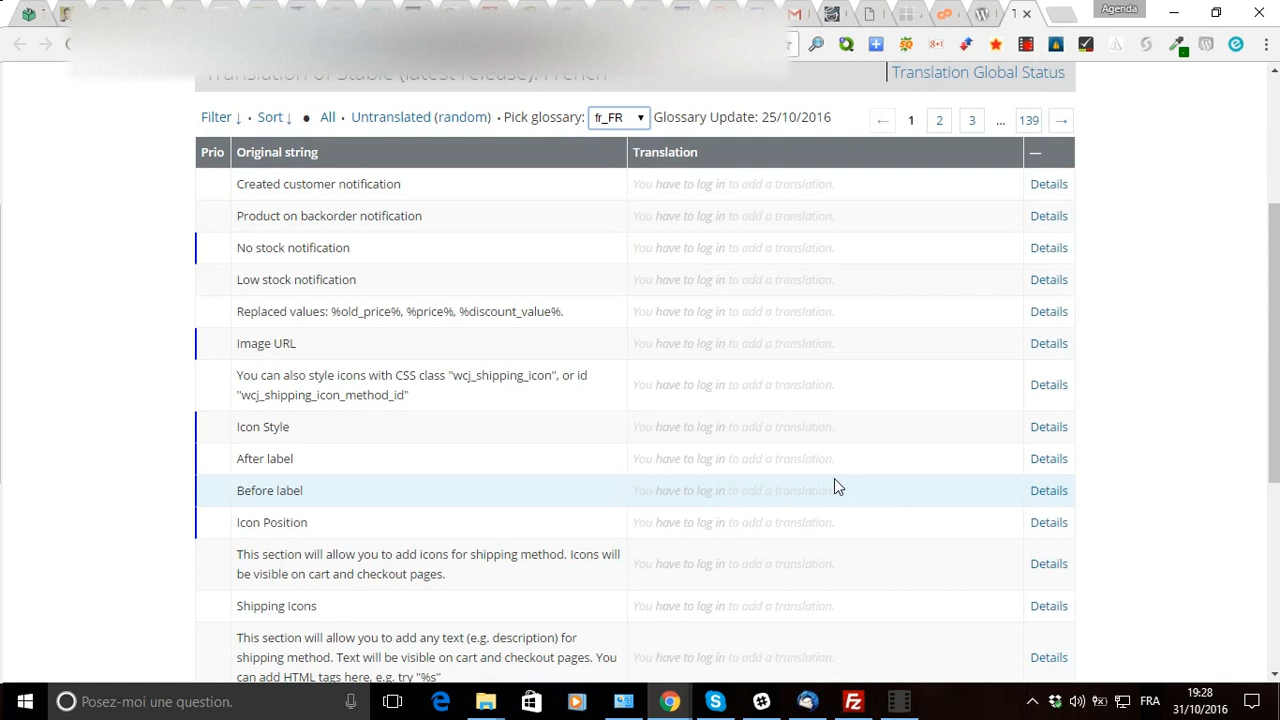 Agenda
Translation of Stable (latest release): French
Translation Global Status
Filter ↓ • Sort ↓ ● All • Untranslated (random) • Pick glossary: fr_FR Glossary Update: 25/10/2016 ← 1 2 3 ... 139 →
Prio Original string Translation —
Created customer notification You have to log in to add a translation. Details
Product on backorder notification You have to log in to add a translation. Details
No stock notification You have to log in to add a translation. Details
Low stock notification You have to log in to add a translation. Details
Replaced values: %old_price%, %price%, %discount_value%. You have to log in to add a translation. Details
Image URL You have to log in to add a translation. Details
You can also style icons with CSS class "wcj_shipping_icon", or id
"wcj_shipping_icon_method_id" You have to log in to add a translation. Details
Icon Style You have to log in to add a translation. Details
After label You have to log in to add a translation. Details
Before label You have to log in to add a translation. Details
Icon Position You have to log in to add a translation. Details
This section will allow you to add icons for shipping method. Icons will
be visible on cart and checkout pages. You have to log in to add a translation. Details
Shipping Icons You have to log in to add a translation. Details
This section will allow you to add any text (e.g. description) for
shipping method. Text will be visible on cart and checkout pages. You You have to log in to add a translation. Details
can add HTML tags here, e.g. try "%s"
Posez-moi une question. FRA 19:28
31/10/2016